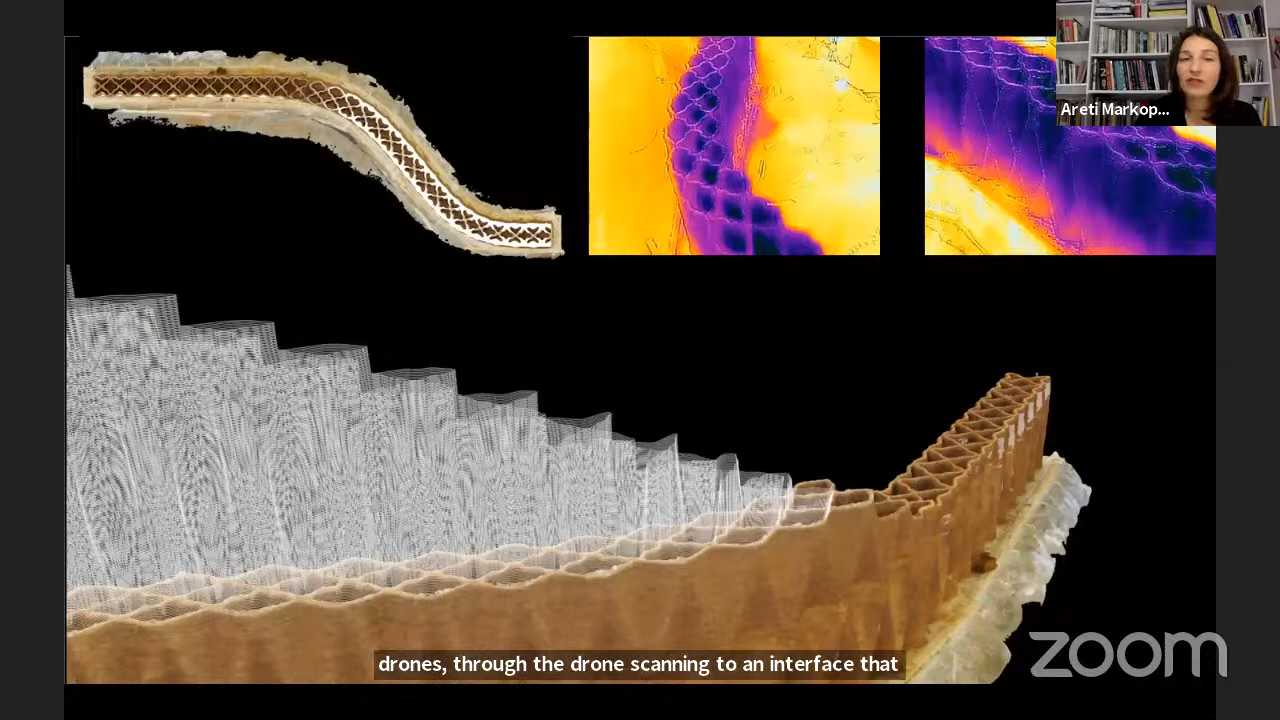 Areti Markop...
drones, through the drone scanning to an interface that
zoom